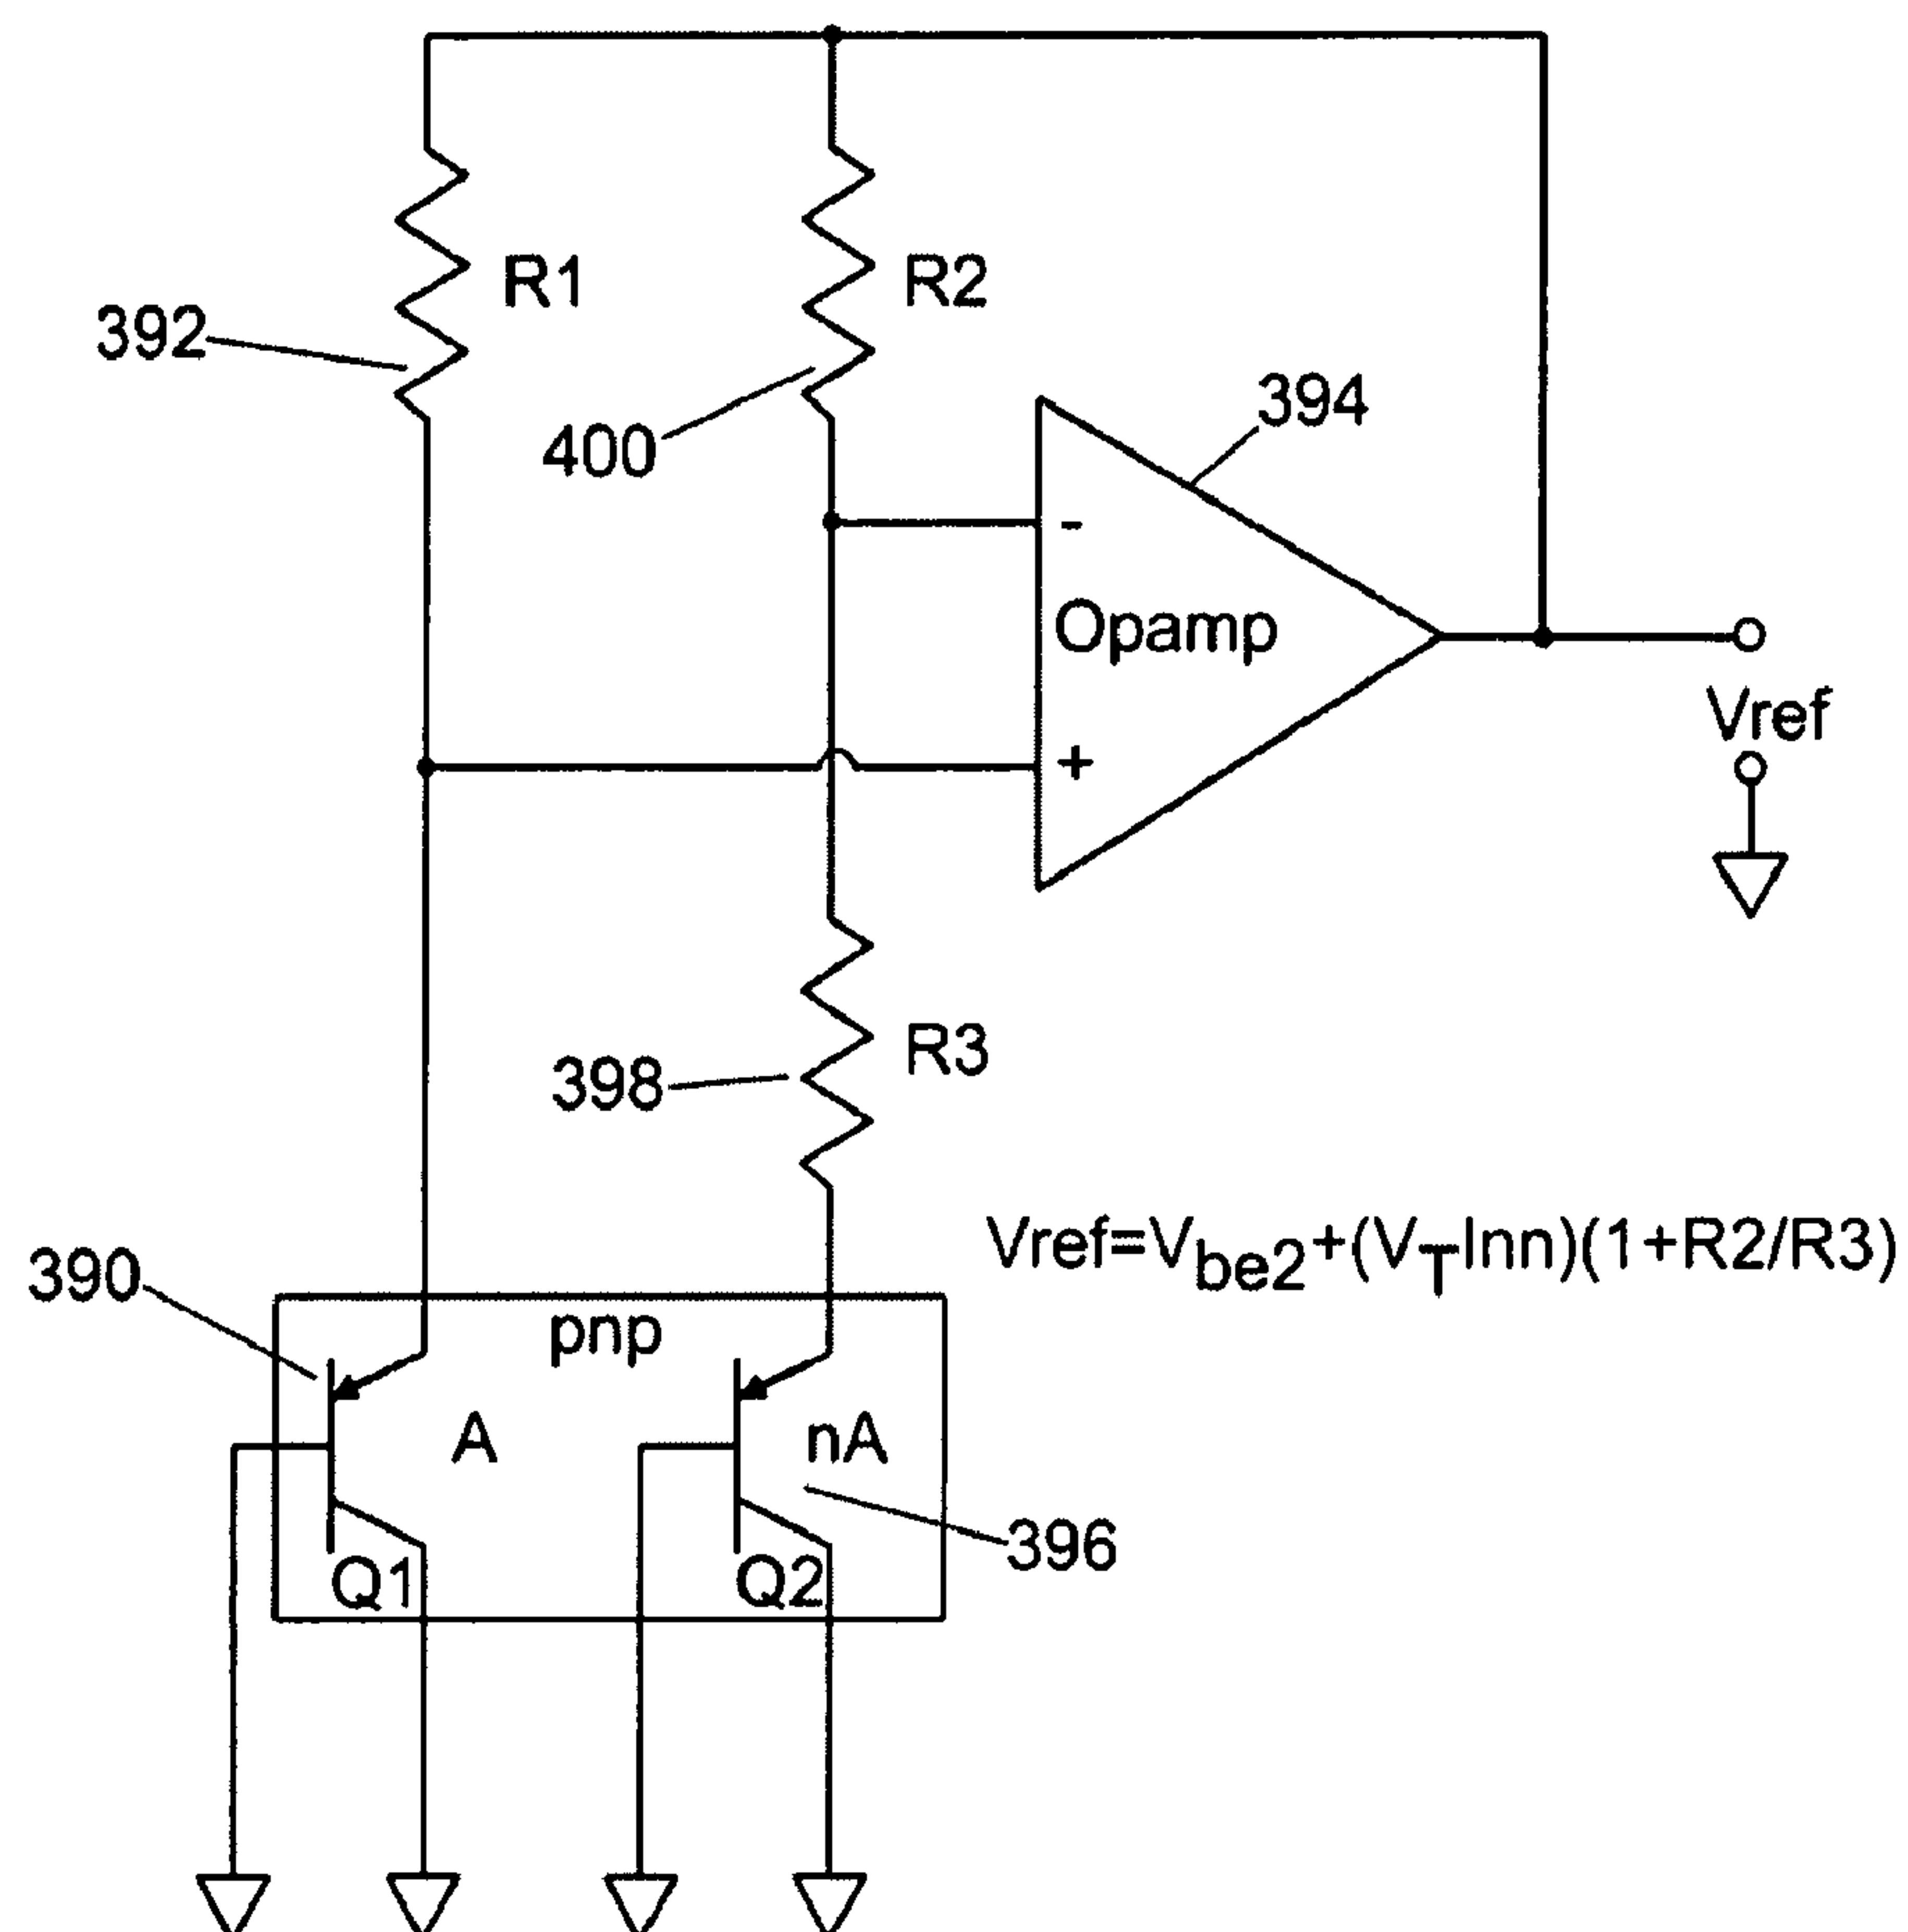 R1
R2
392
394
400
-
Opamp
Vref
+
R3
398
Vref=Vbe2+(VTlnn)(1+R2/R3)
390
pnp
A
nA
396
Q1
Q2